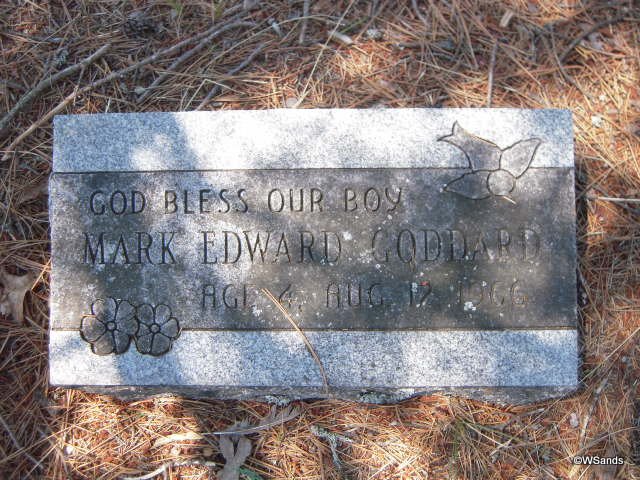 GOD BLESS OUR BOY
MARK EDWARD GODDARD
AGE 4, AUG 12 1966
©WSands